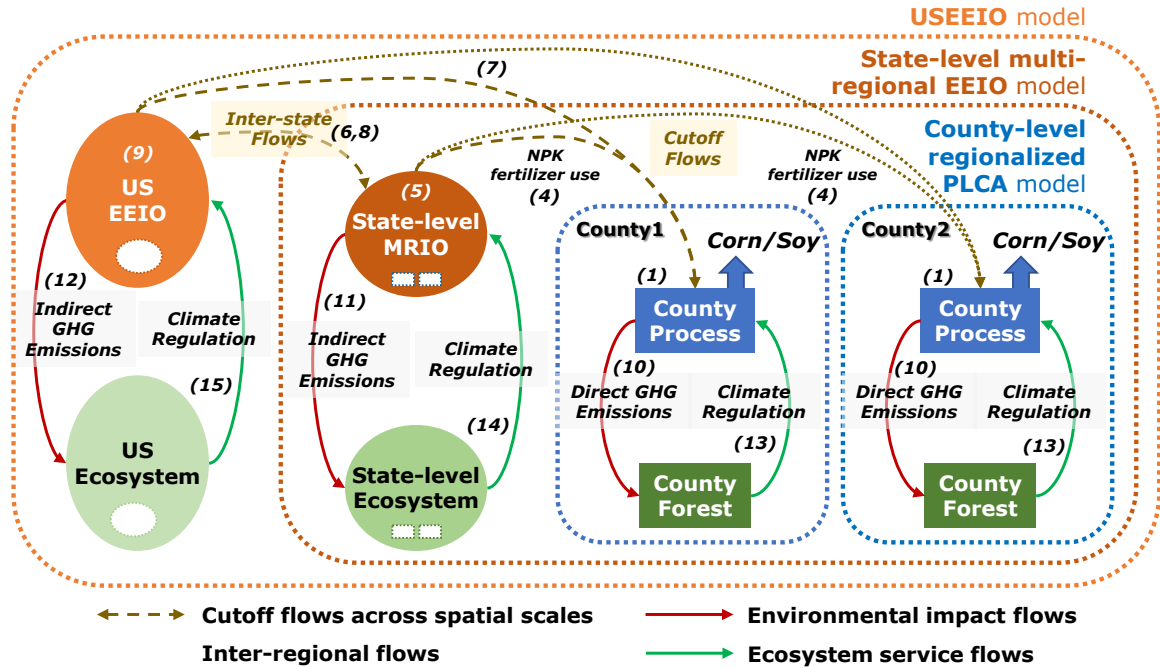 USEEIO model
State-level multi-
regional EEIO
model
County-level
regionalized
PLCA model
(7)
Inter-state
Flows
(6,8)
Cutoff
Flows
NPK
fertilizer use
(4)
NPK
fertilizer use
(4)
(9)
US
EEIO
(5)
State-level
MRIO
County1
Corn/Soy
(1)
County
Process
County2
Corn/Soy
(1)
County
Process
(12)
Indirect
GHG
Emissions
Climate
Regulation
(15)
(11)
Indirect
GHG
Emissions
Climate
Regulation
(14)
(10)
Direct GHG
Emissions
Climate
Regulation
(13)
(10)
Direct GHG
Emissions
Climate
Regulation
(13)
US
Ecosystem
State-level
Ecosystem
County
Forest
County
Forest
Cutoff flows across spatial scales
Environmental impact flows
Inter-regional flows
Ecosystem service flows